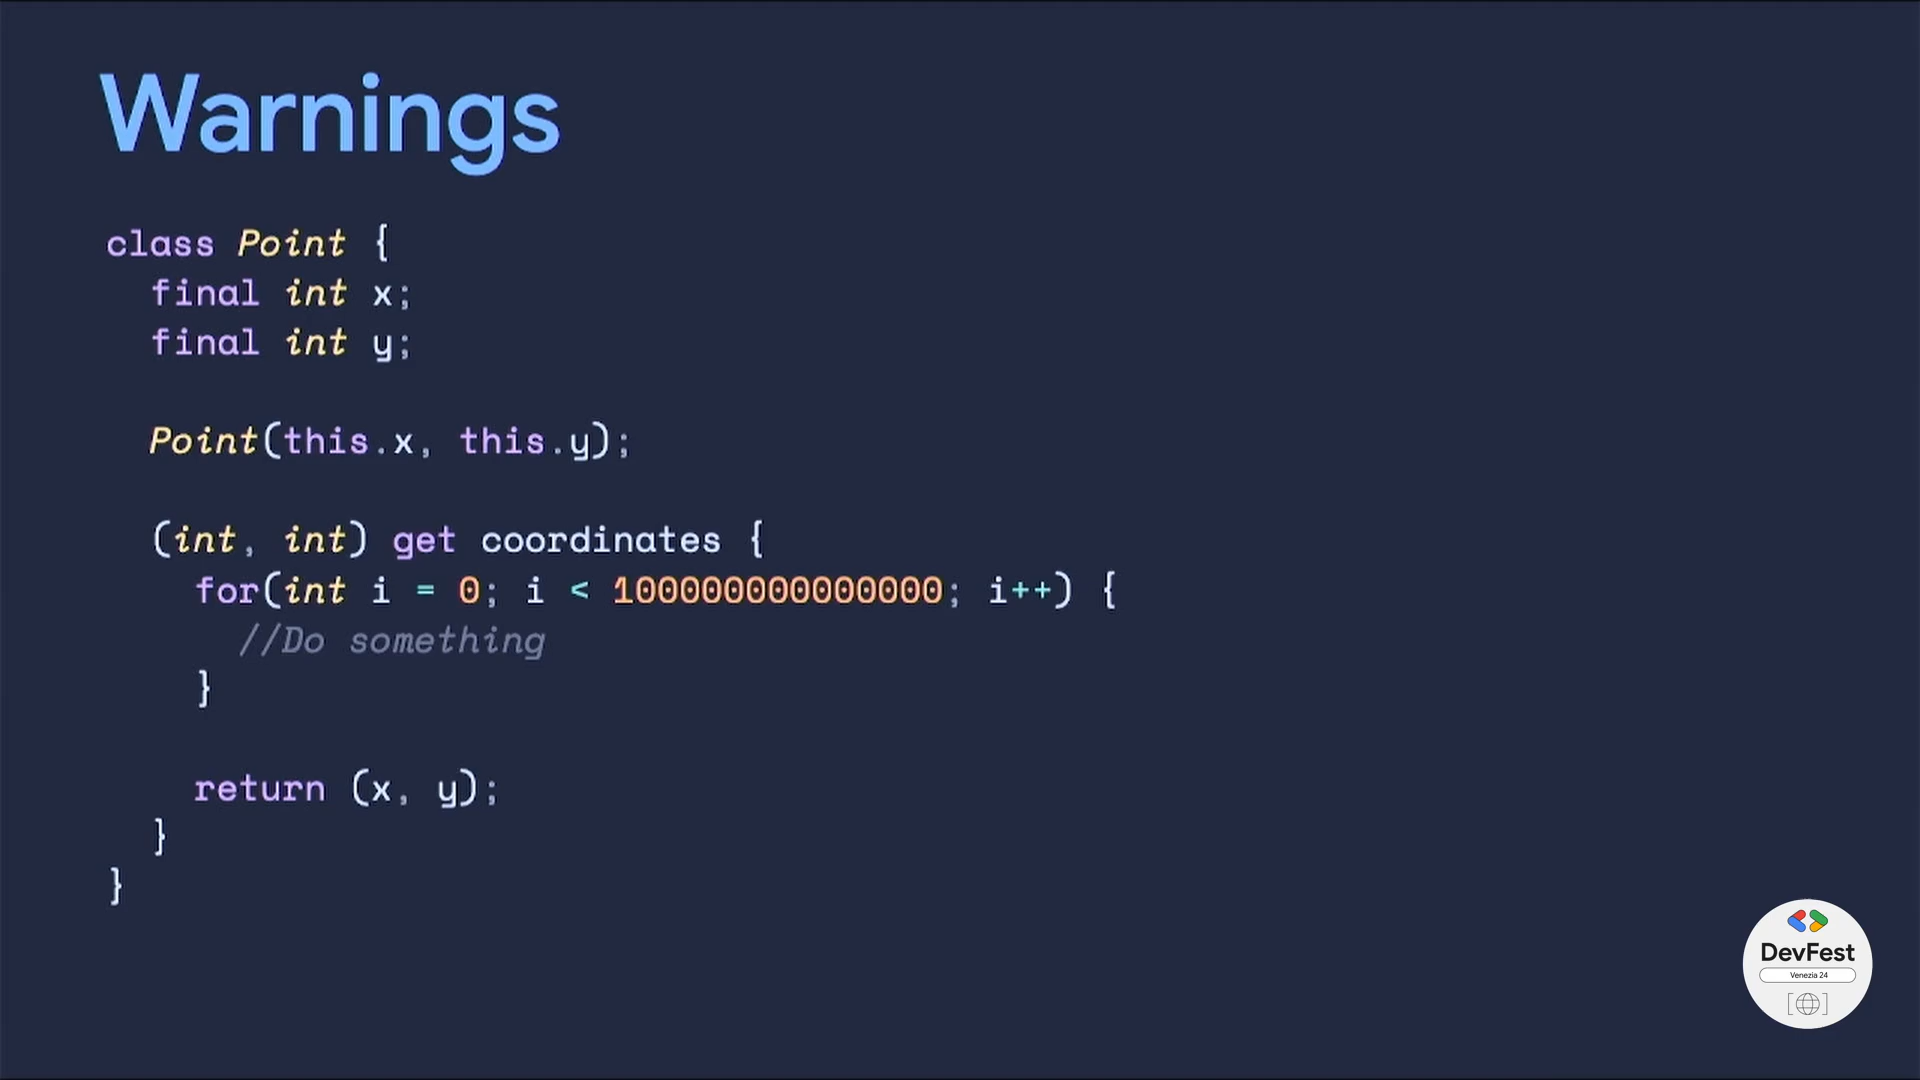 Warnings
class Point {
  final int x;
  final int y;

  Point(this.x, this.y);

  (int, int) get coordinates {
    for(int i = 0; i < 100000000000000; i++) {
      //Do something
    }

    return (x, y);
  }
}
DevFest
Venezia 24